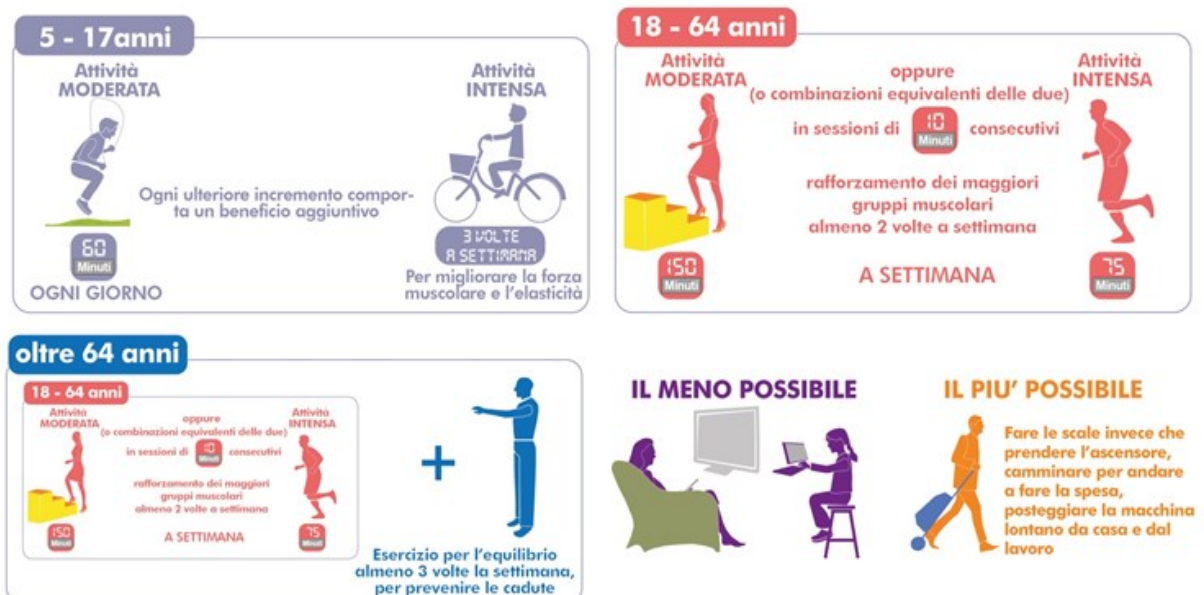 5 - 17anni
Attività
MODERATA
Attività
INTENSA
Ogni ulteriore incremento compor-
ta un beneficio aggiuntivo
60
Minuti
OGNI GIORNO
3 VOLTE
A SETTIMANA
Per migliorare la forza
muscolare e l'elasticità
18 - 64 anni
Attività
MODERATA
oppure
(o combinazioni equivalenti delle due)
Attività
INTENSA
in sessioni di 10 Minuti consecutivi
rafforzamento dei maggiori
gruppi muscolari
almeno 2 volte a settimana
150
Minuti
A SETTIMANA
75
Minuti
oltre 64 anni
18 - 64 anni
Attività
MODERATA
oppure
(o combinazioni equivalenti delle due)
Attività
INTENSA
in sessioni di 10 Minuti consecutivi
rafforzamento dei maggiori
gruppi muscolari
almeno 2 volte a settimana
150
Minuti
A SETTIMANA
75
Minuti
+
Esercizio per l'equilibrio
almeno 3 volte la settimana,
per prevenire le cadute
IL MENO POSSIBILE
IL PIU' POSSIBILE
Fare le scale invece che
prendere l'ascensore,
camminare per andare
a fare la spesa,
posteggiare la macchina
lontano da casa e dal
lavoro